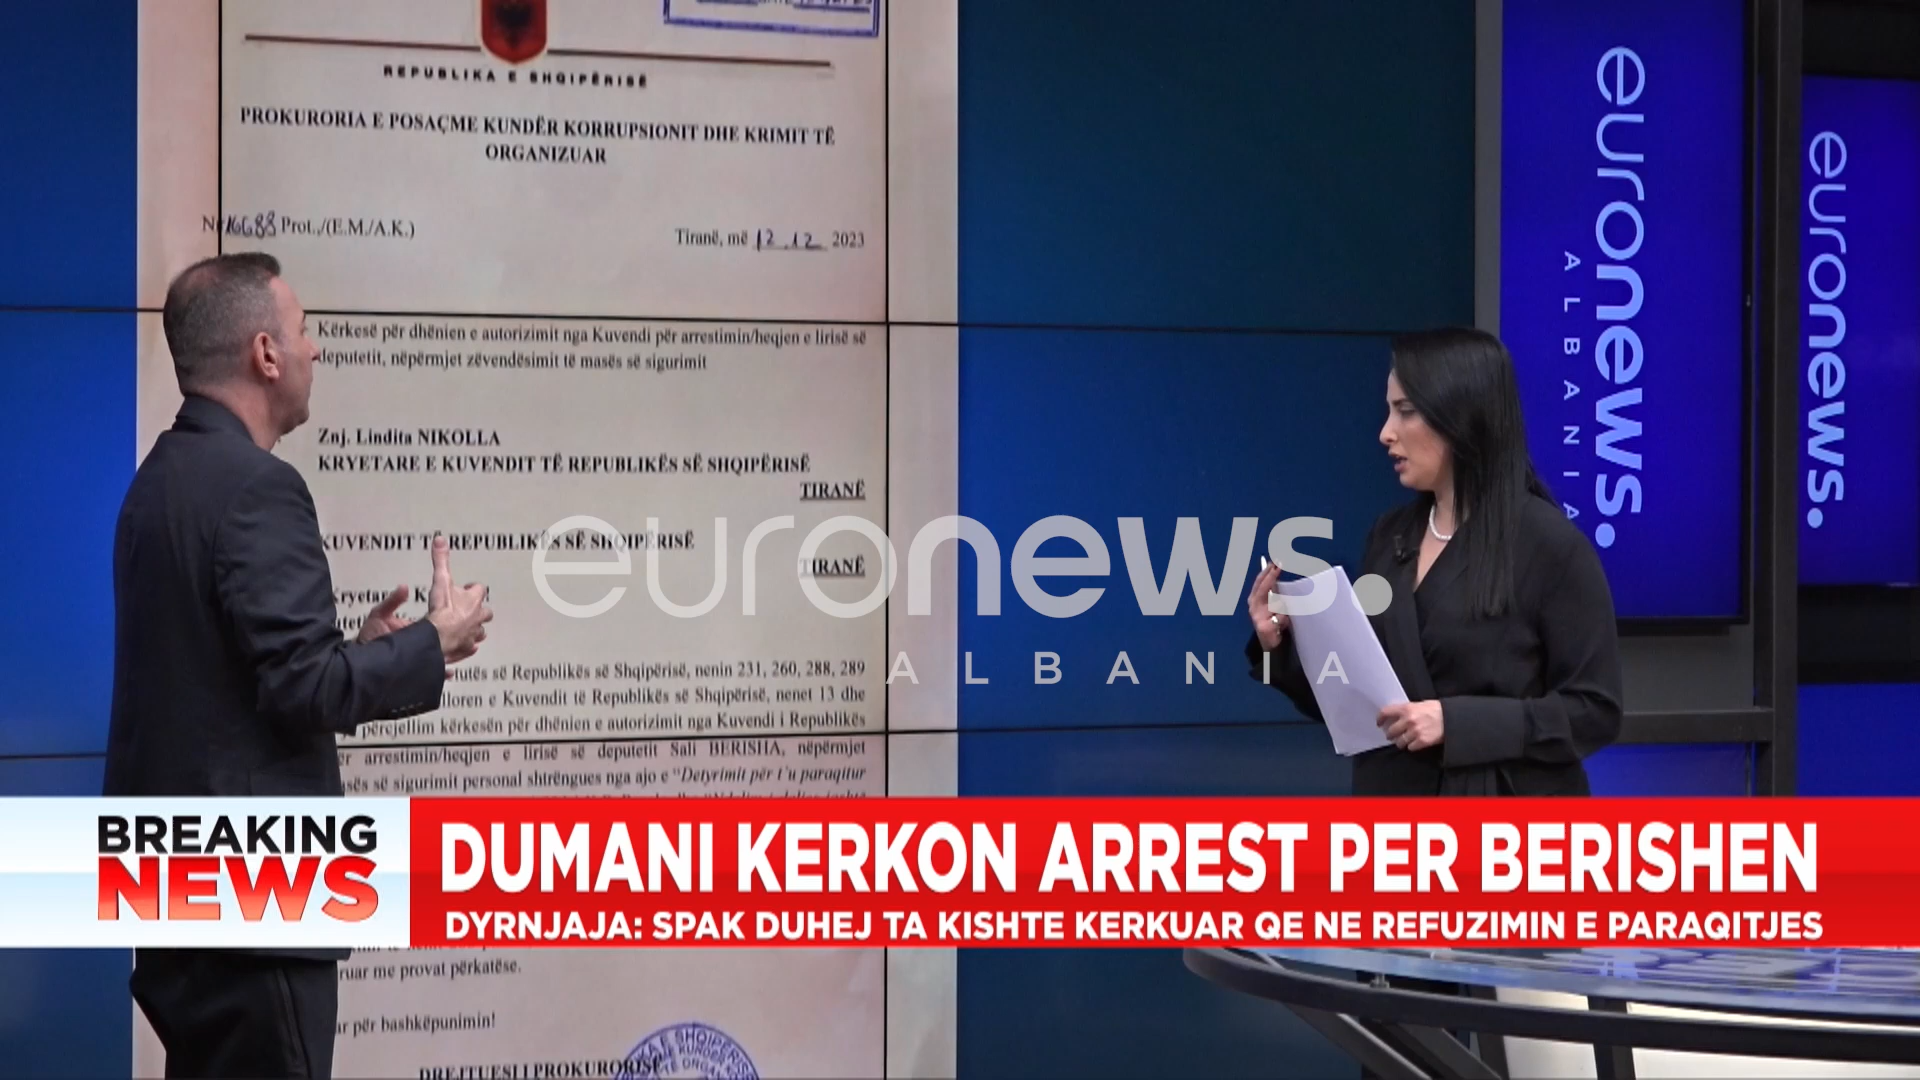 REPUBLIKA E SHQIPËRISË
PROKURORIA E POSAÇME KUNDËR KORRUPSIONIT DHE KRIMIT TË
ORGANIZUAR
Nr 16688 Prot./(E.M./A.K.)
Tiranë, më 12.12 2023
Kërkesë për dhënien e autorizimit nga Kuvendi për arrestimin/heqjen e lirisë së
deputetit, nëpërmjet zëvendësimit të masës së sigurimit
Znj. Lindita NIKOLLA
KRYETARE E KUVENDIT TË REPUBLIKËS SË SHQIPËRISË
TIRANË
KUVENDIT TË REPUBLIKËS SË SHQIPËRISË
TIRANË
së Republikës së Shqipërisë, nenin 231, 260, 288, 289
e Kuvendit të Republikës së Shqipërisë, nenet 13 dhe
përcjellim kërkesën për dhënien e autorizimit nga Kuvendi i Republikës
arrestimin/heqjen e lirisë së deputetit Sali BERISHA, nëpërmjet
së sigurimit personal shtrëngues nga ajo e "Detyrimit për t'u paraqitur
me provat përkatëse.
për bashkëpunimin!
DREJTUESI I PROKURORISË
euronews.
ALBANIA
euronews.
ALBANIA
euronews.
BREAKING
NEWS
DUMANI KERKON ARREST PER BERISHEN
DYRNJAJA: SPAK DUHEJ TA KISHTE KERKUAR QE NE REFUZIMIN E PARAQITJES